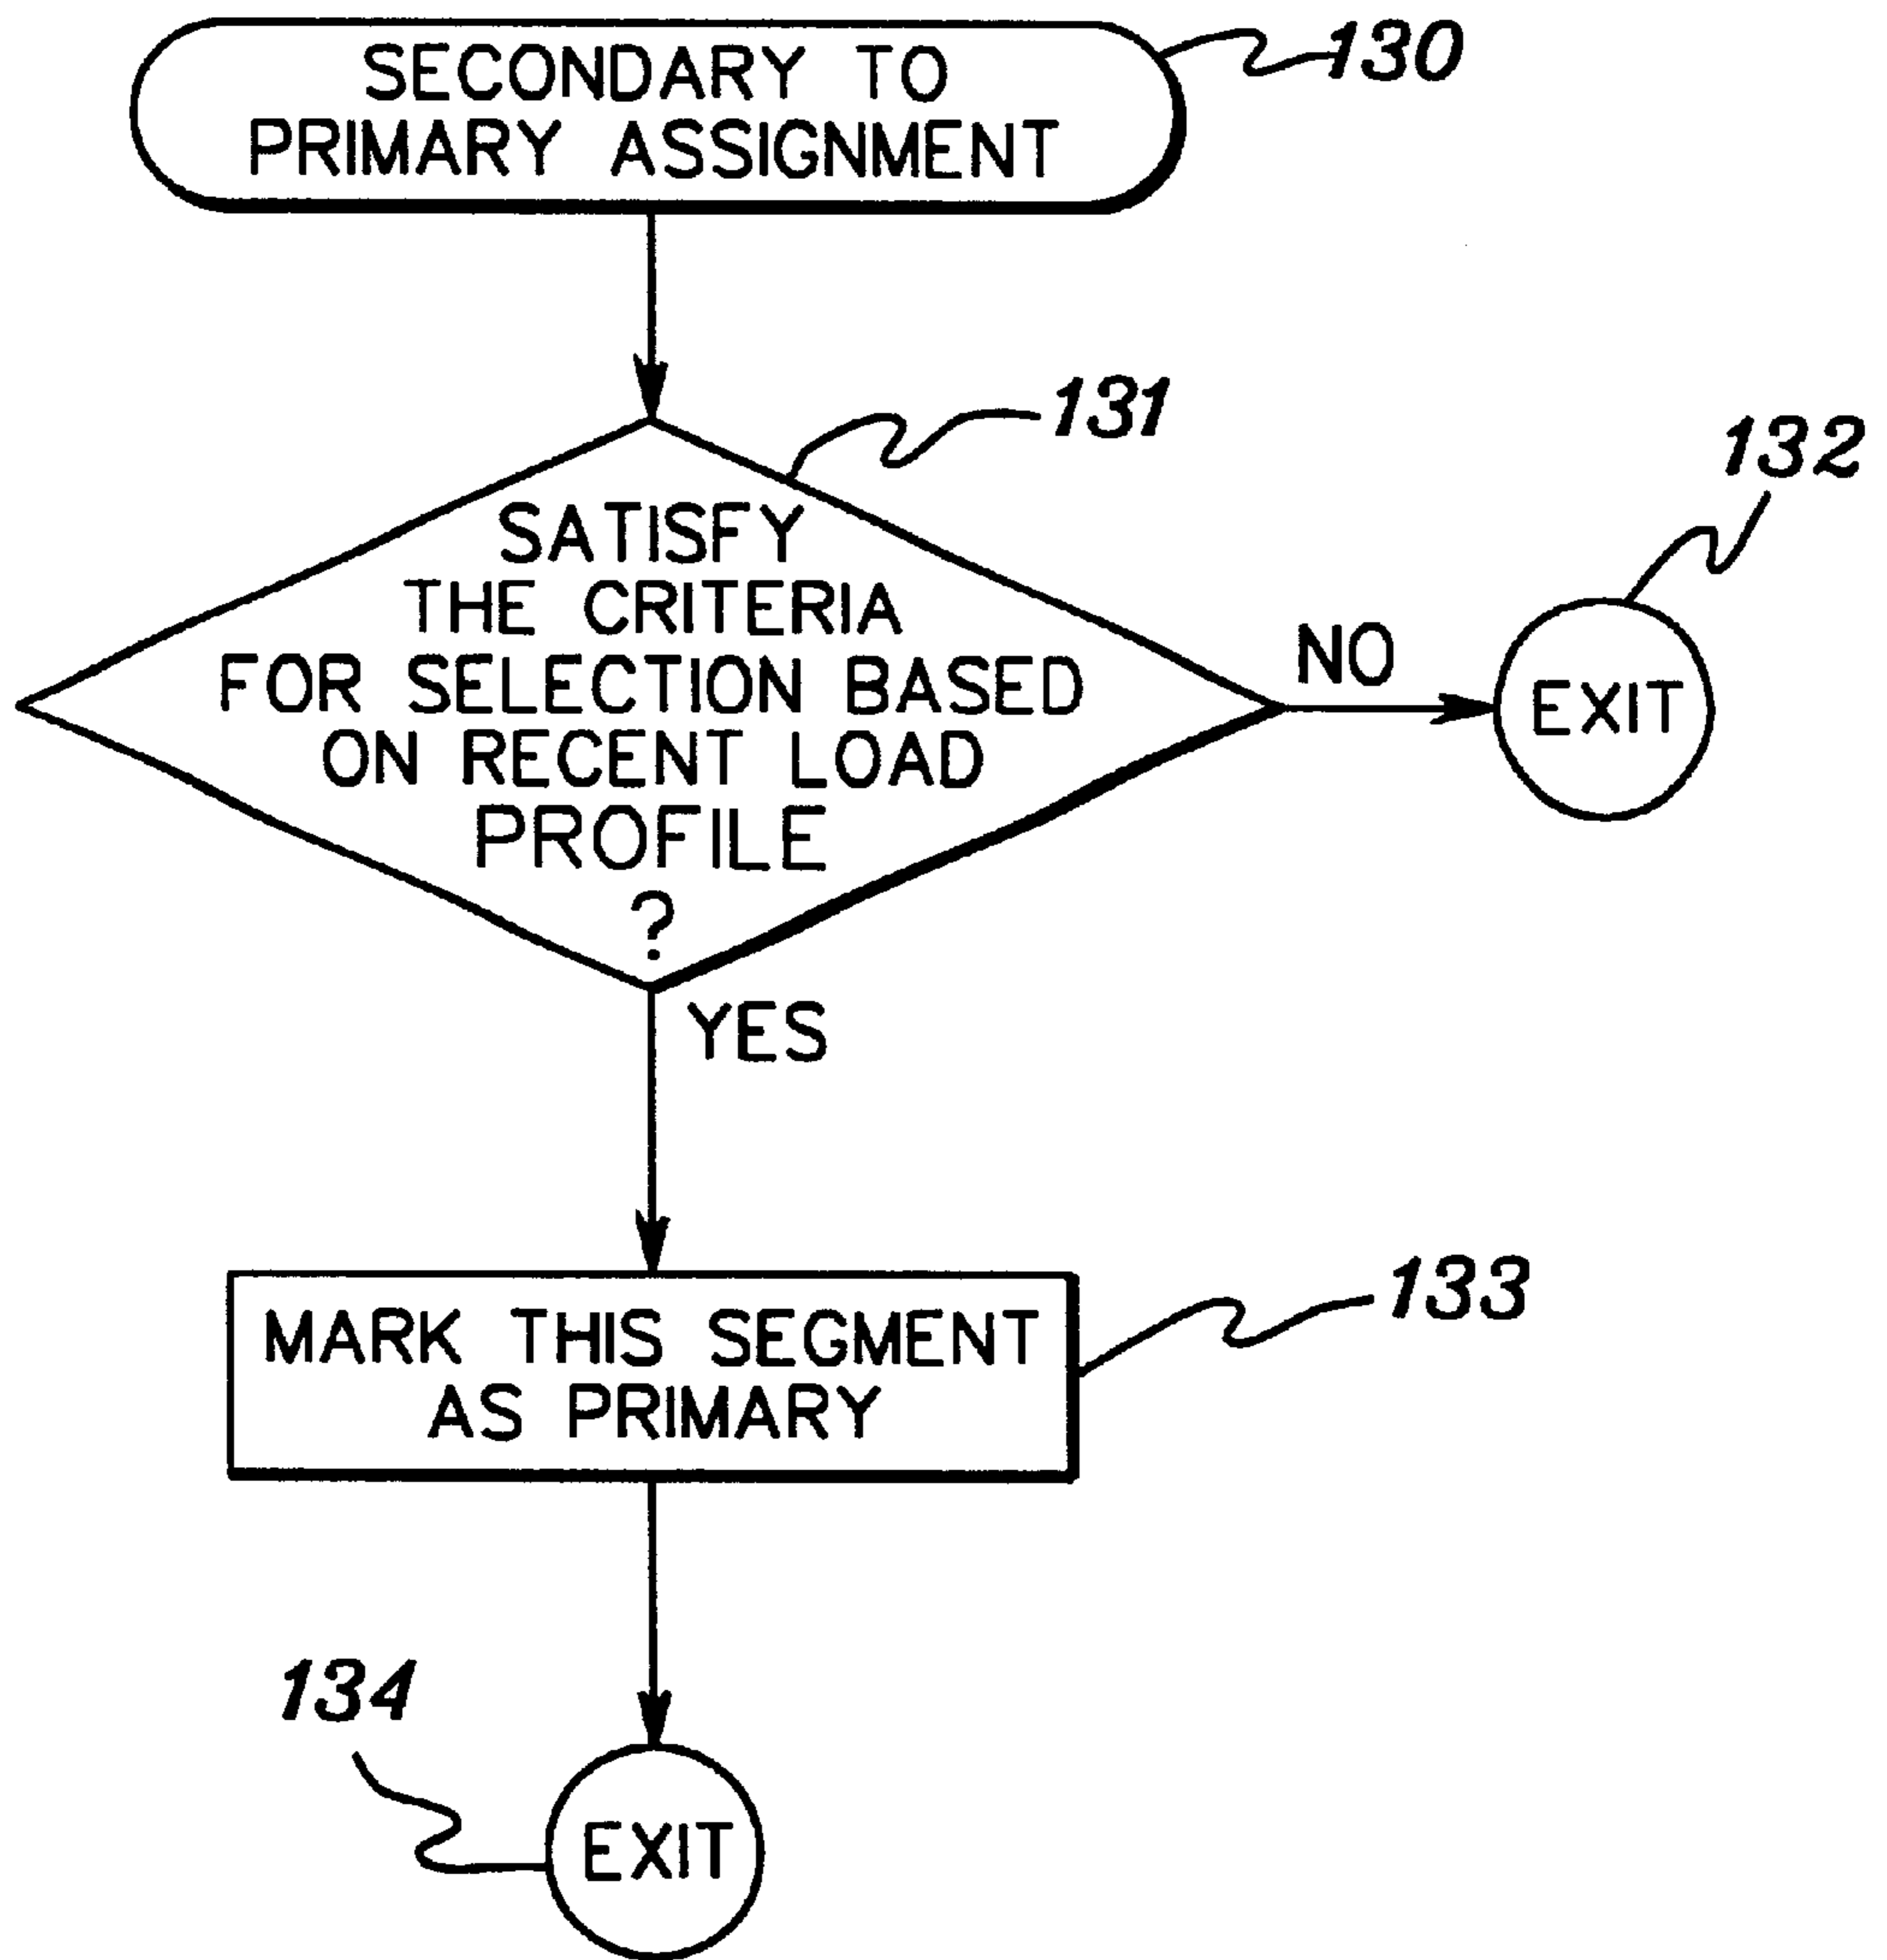 SECONDARY TO
PRIMARY ASSIGNMENT
130
131
132
SATISFY
THE CRITERIA
FOR SELECTION BASED
ON RECENT LOAD
PROFILE
?
NO
EXIT
YES
133
MARK THIS SEGMENT
AS PRIMARY
134
EXIT